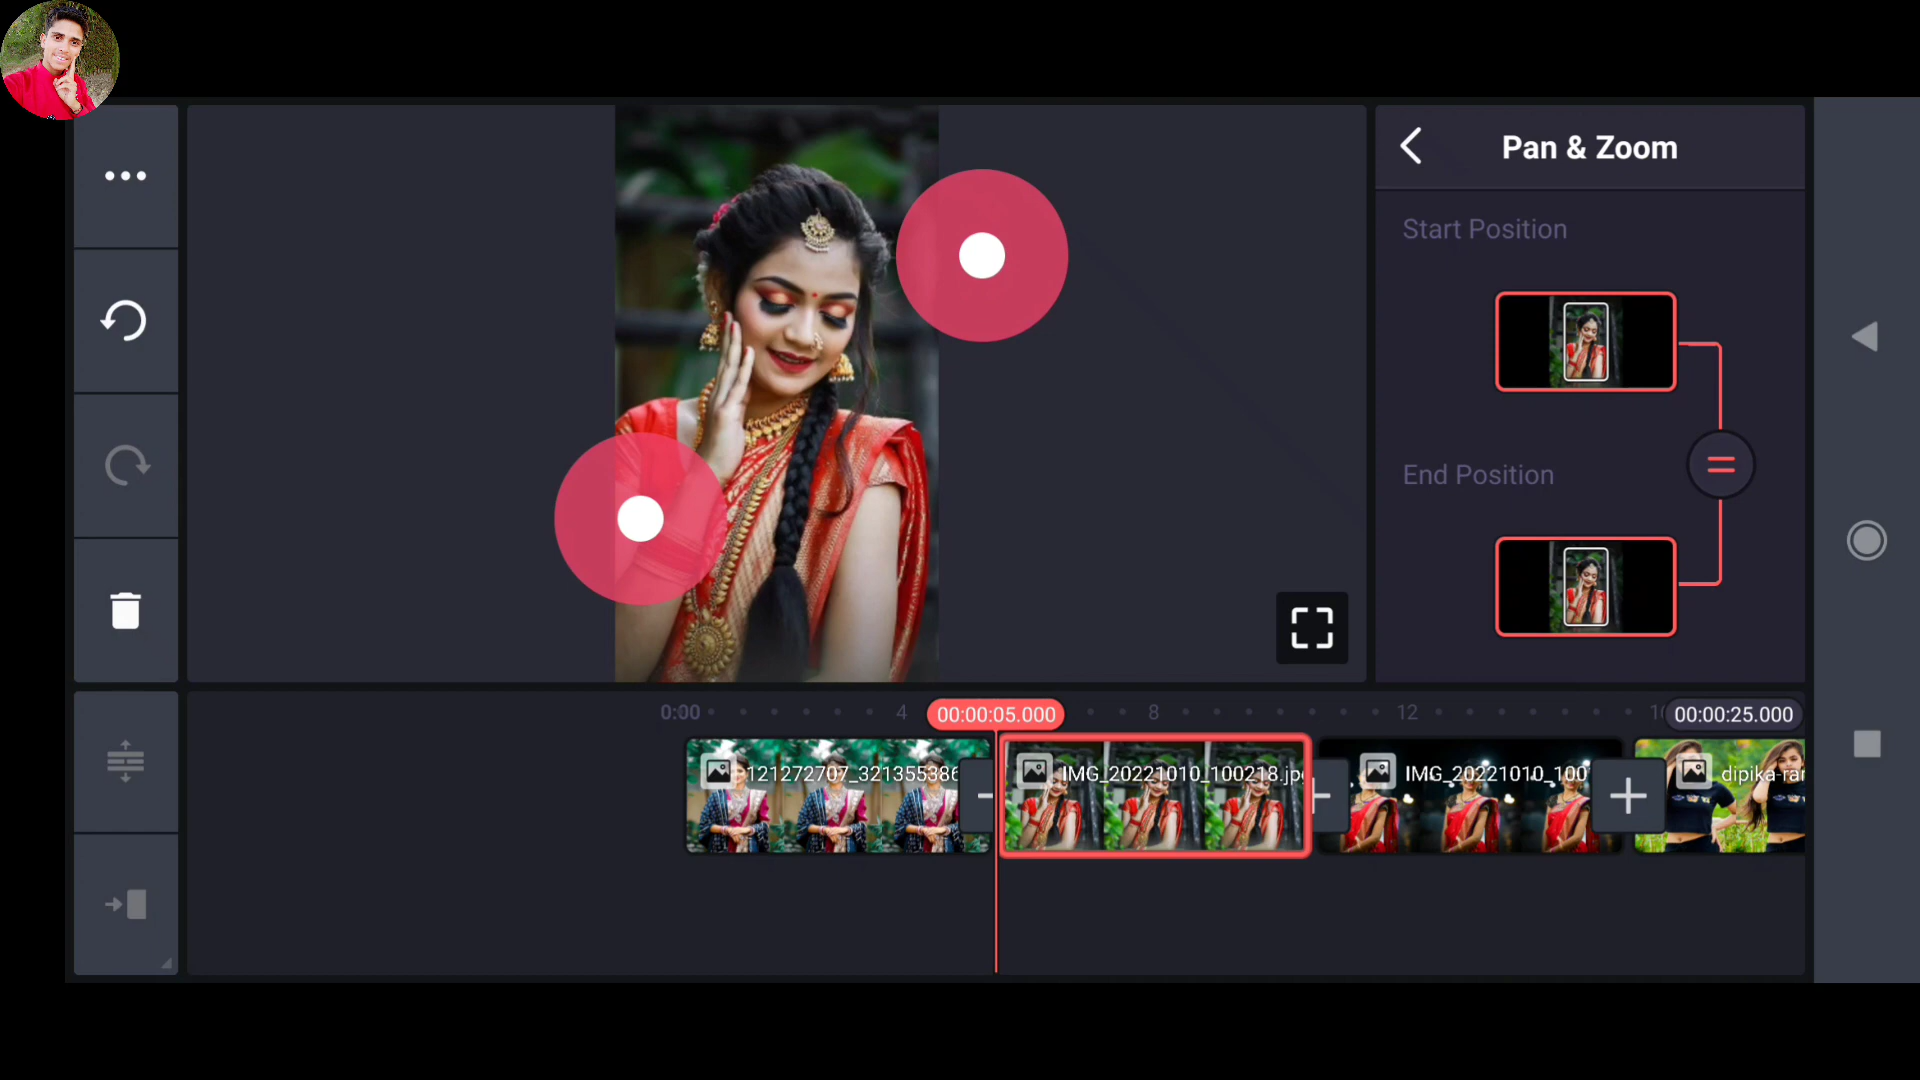 Pan & Zoom
Start Position
End Position
0:00
4
00:00:05.000
8
12
00:00:25.000
121272707_321355386
IMG_20221010_100218.jp
IMG_20221010_100
dipika-ra